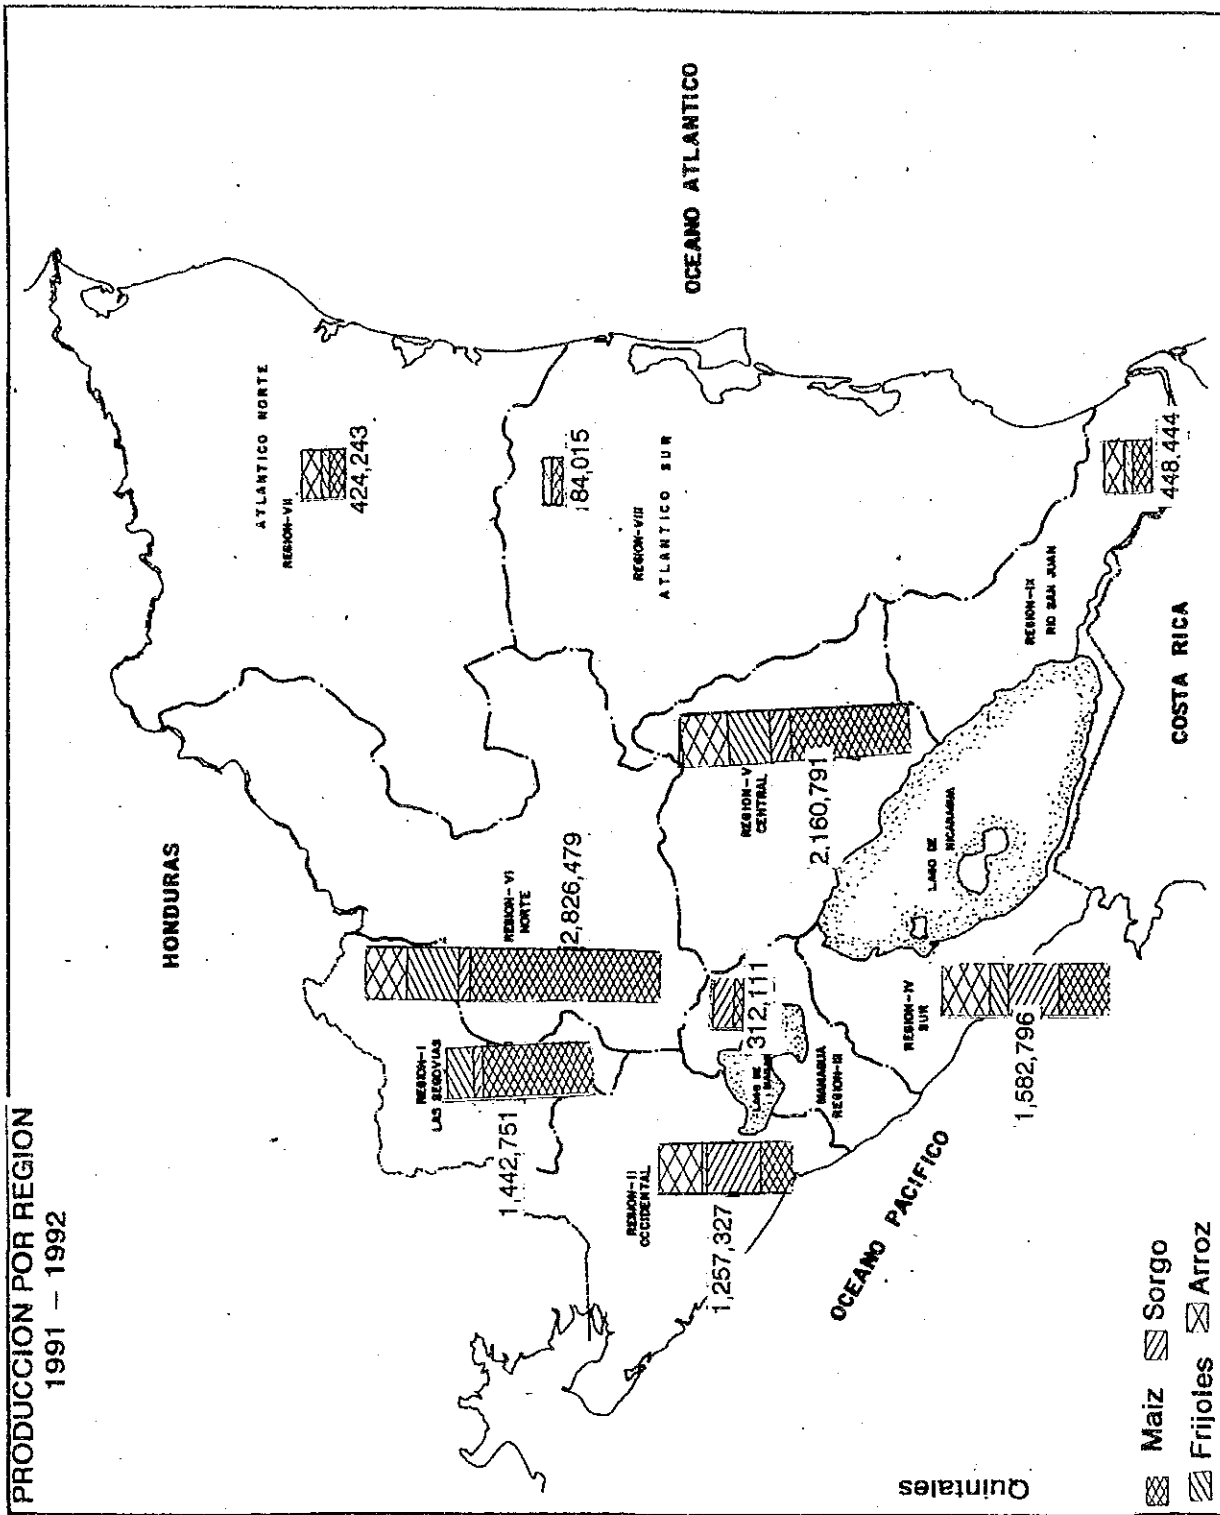 PRODUCCION POR REGION
1991 – 1992
HONDURAS
ATLANTICO NORTE
REGION-VII
424,243
OCEANO ATLANTICO
REGION-I
LAS SEGOVIAS
1,442,751
REGION-VI
NORTE
2,826,479
184,015
REGION-VIII
ATLANTICO SUR
REGION-II
OCCIDENTAL
1,257,327
312,111
LAGO DE
MANAGUA
REGION-III
REGION-V
CENTRAL
2,160,791
REGION-IV
SUR
1,582,796
LAGO DE
NICARAGUA
REGION-IX
RIO SAN JUAN
448,444
OCEANO PACIFICO
COSTA RICA
Quintales
Maiz Sorgo
Frijoles Arroz